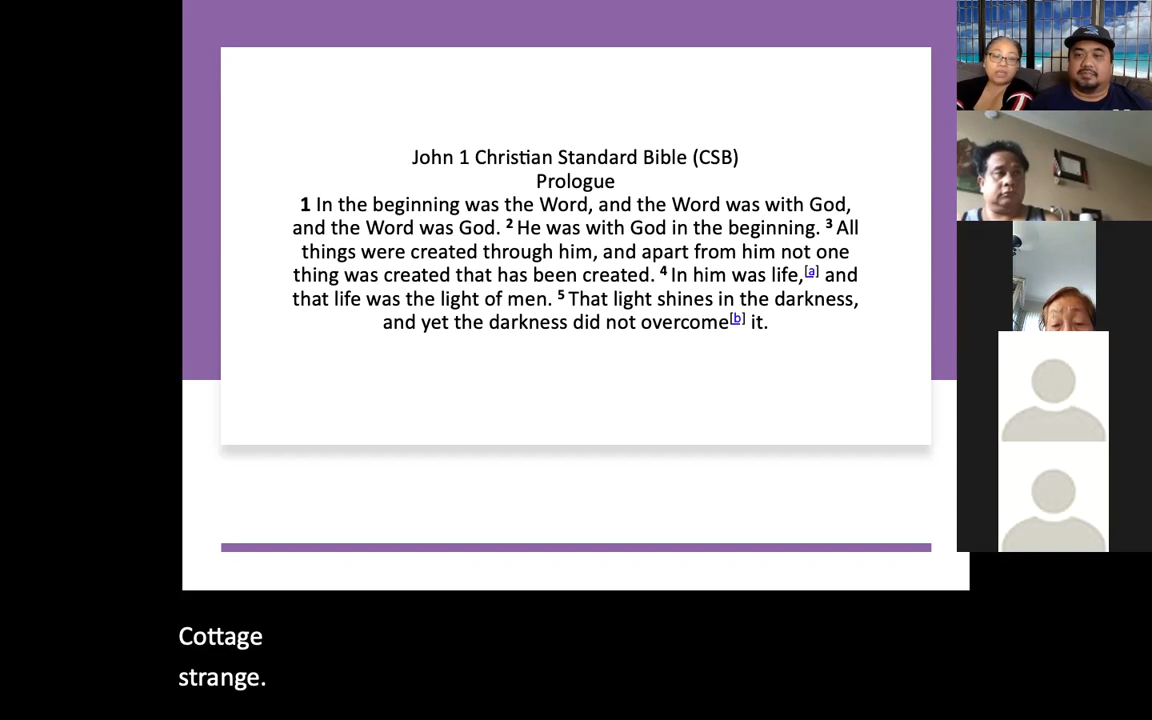 John 1 Christian Standard Bible (CSB)
Prologue
1 In the beginning was the Word, and the Word was with God,
and the Word was God. 2 He was with God in the beginning. 3 All
things were created through him, and apart from him not one
thing was created that has been created. 4 In him was life,[a] and
that life was the light of men. 5 That light shines in the darkness,
and yet the darkness did not overcome[b] it.
Cottage
strange.